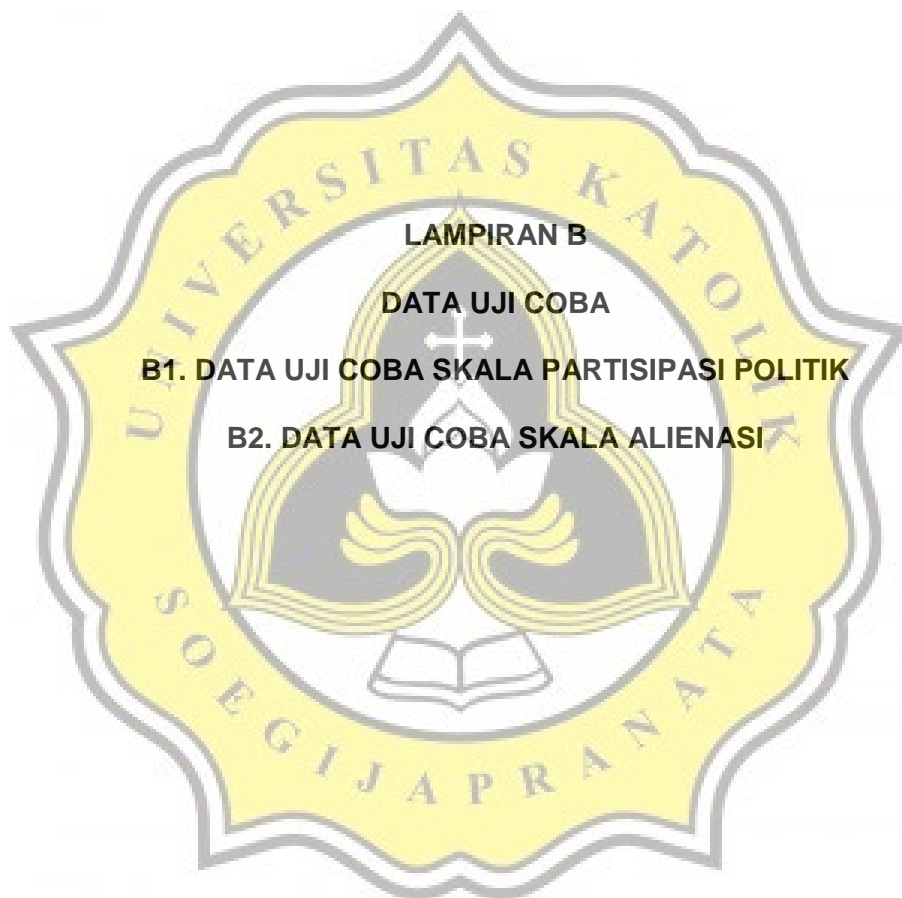 UNIVERSITAS KATOLIK
LAMPIRAN B
DATA UJI COBA
B1. DATA UJI COBA SKALA PARTISIPASI POLITIK
B2. DATA UJI COBA SKALA ALIENASI
SOEGIJAPRANATA